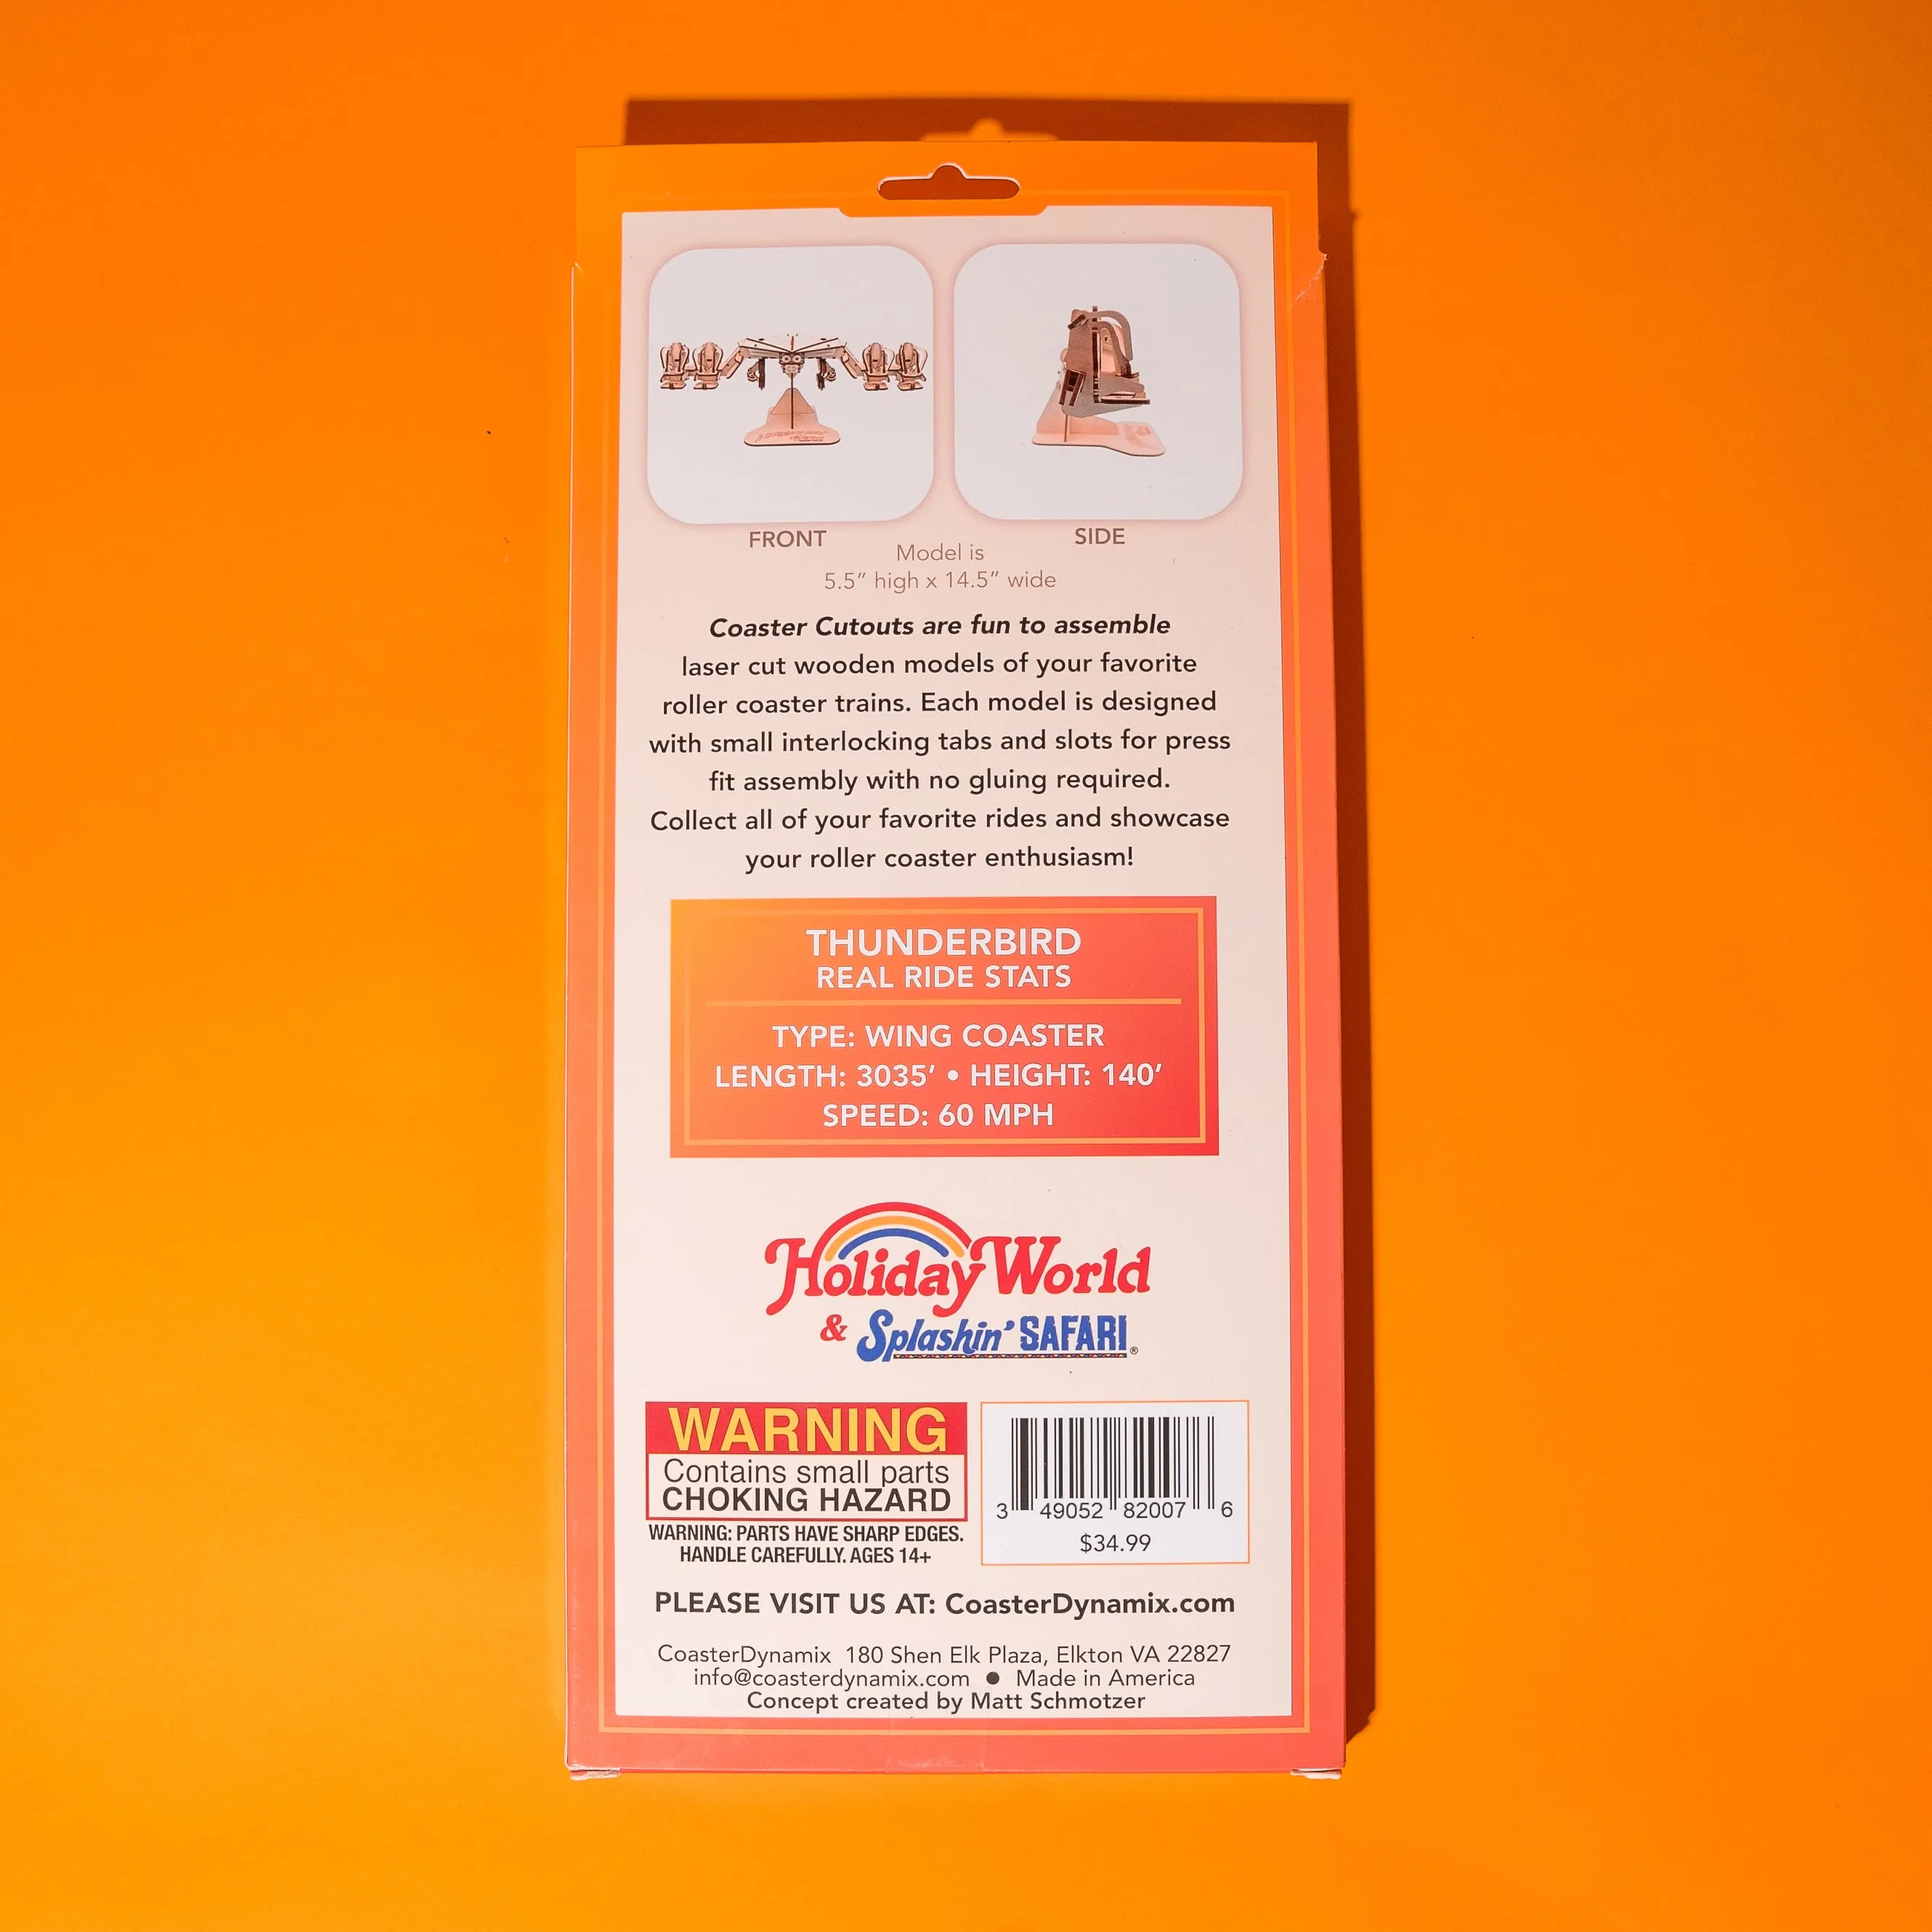 FRONT
SIDE
Model is
5.5” high x 14.5” wide
Coaster Cutouts are fun to assemble
laser cut wooden models of your favorite
roller coaster trains. Each model is designed
with small interlocking tabs and slots for press
fit assembly with no gluing required.
Collect all of your favorite rides and showcase
your roller coaster enthusiasm!
THUNDERBIRD
REAL RIDE STATS
TYPE: WING COASTER
LENGTH: 3035’ • HEIGHT: 140’
SPEED: 60 MPH
Holiday World
& Splashin’ SAFARI®
WARNING
Contains small parts
CHOKING HAZARD
WARNING: PARTS HAVE SHARP EDGES.
HANDLE CAREFULLY. AGES 14+
3 49052 82007 6
$34.99
PLEASE VISIT US AT: CoasterDynamix.com
CoasterDynamix 180 Shen Elk Plaza, Elkton VA 22827
info@coasterdynamix.com ● Made in America
Concept created by Matt Schmotzer